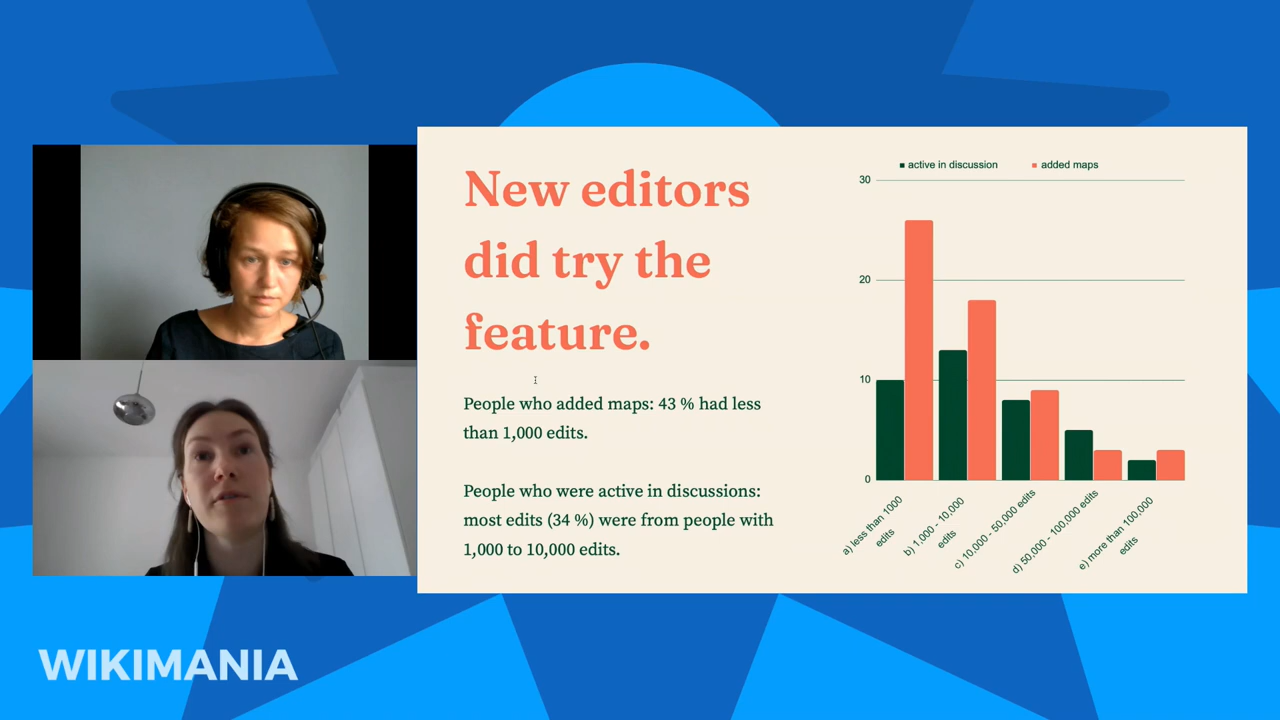 New editors
did try the
feature.
People who added maps: 43 % had less
than 1,000 edits.
People who were active in discussions:
most edits (34 %) were from people with
1,000 to 10,000 edits.
active in discussion
added maps
30
20
10
0
a) less than 1000
edits
b) 1,000 - 10,000
edits
c) 10,000 - 50,000 edits
d) 50,000 - 100,000 edits
e) more than 100,000
edits
WIKIMANIA